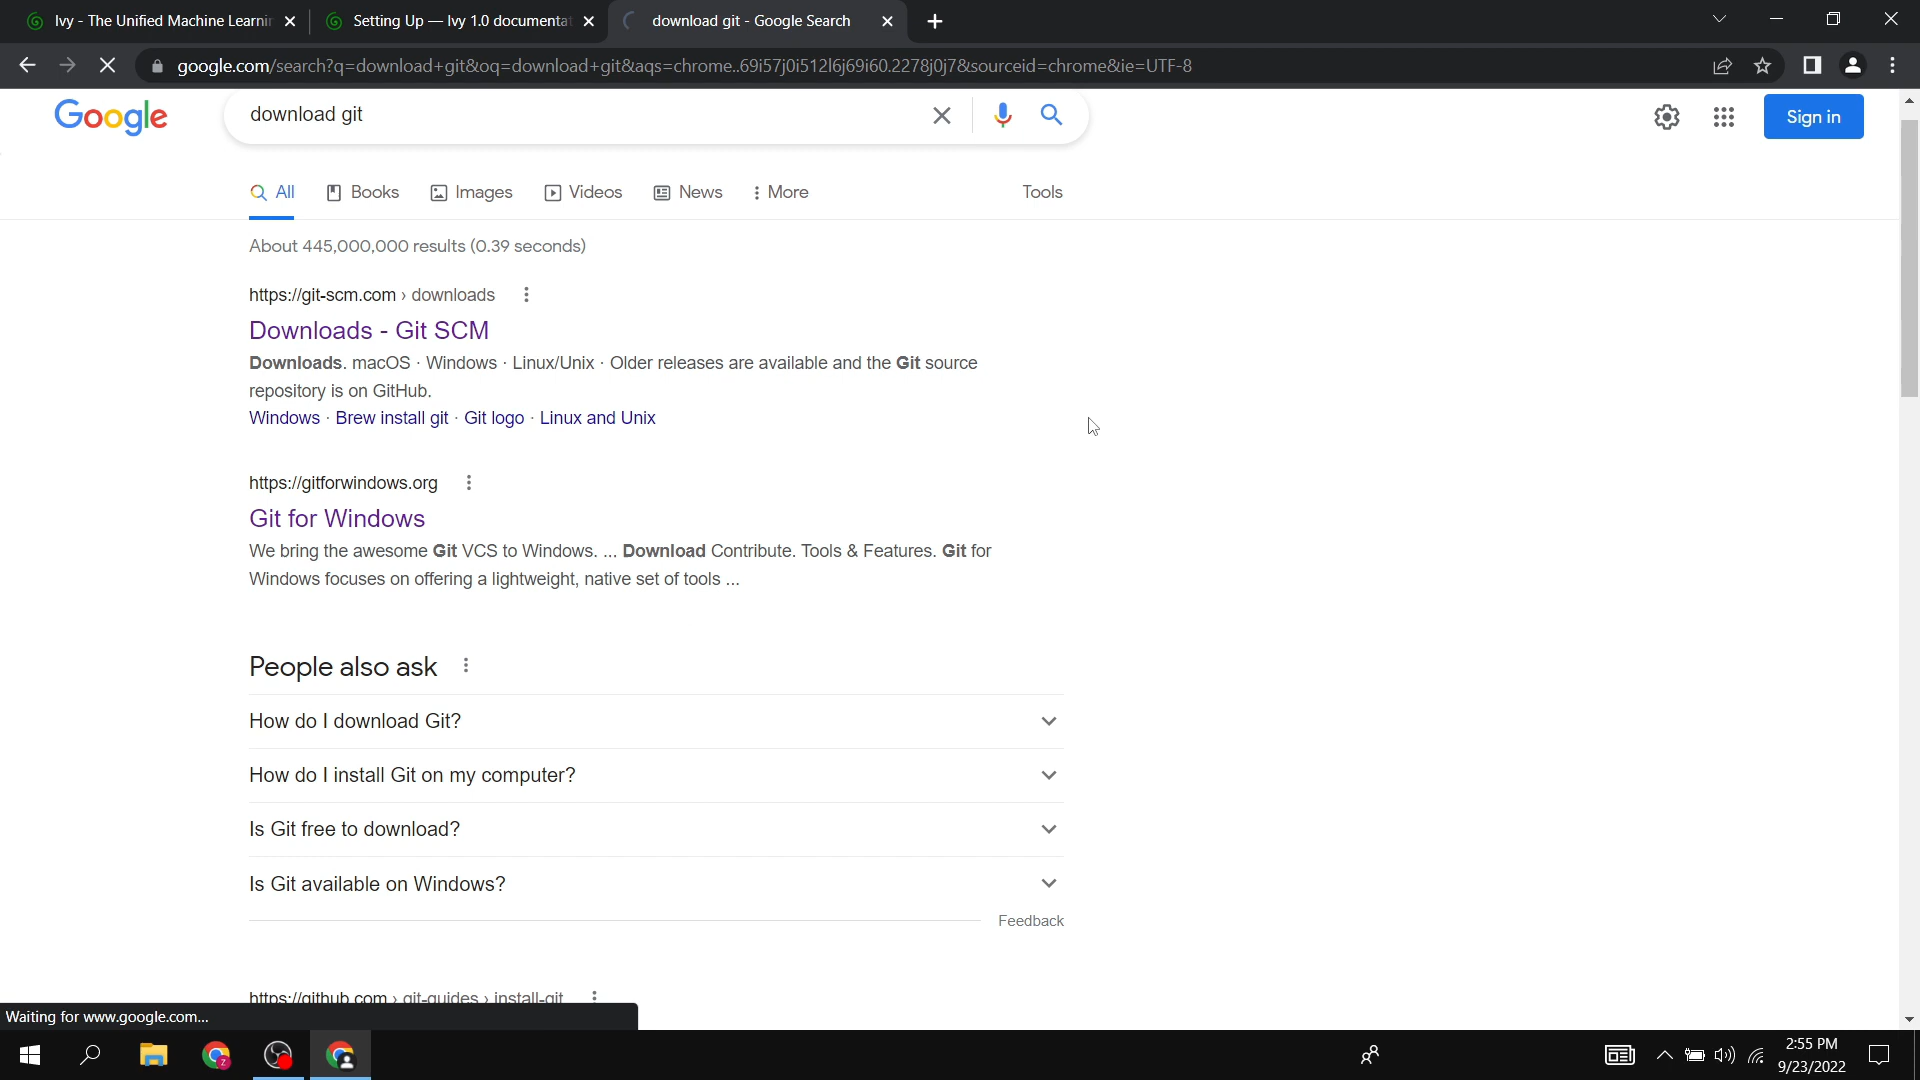 Ivy - The Unified Machine Learnin
Setting Up — Ivy 1.0 documentat
download git - Google Search
google.com/search?q=download+git&oq=download+git&aqs=chrome..69i57j0i512l6j69i60.2278j0j7&sourceid=chrome&ie=UTF-8
Google
download git
Sign in
All
Books
Images
Videos
News
More
Tools
About 445,000,000 results (0.39 seconds)
https://git-scm.com › downloads
Downloads - Git SCM
Downloads. macOS · Windows · Linux/Unix · Older releases are available and the Git source
repository is on GitHub.
Windows · Brew install git · Git logo · Linux and Unix
https://gitforwindows.org
Git for Windows
We bring the awesome Git VCS to Windows. ... Download Contribute. Tools & Features. Git for
Windows focuses on offering a lightweight, native set of tools ...
People also ask
How do I download Git?
How do I install Git on my computer?
Is Git free to download?
Is Git available on Windows?
Feedback
https://github.com › git-guides › install-git
Waiting for www.google.com...
2:55 PM
9/23/2022